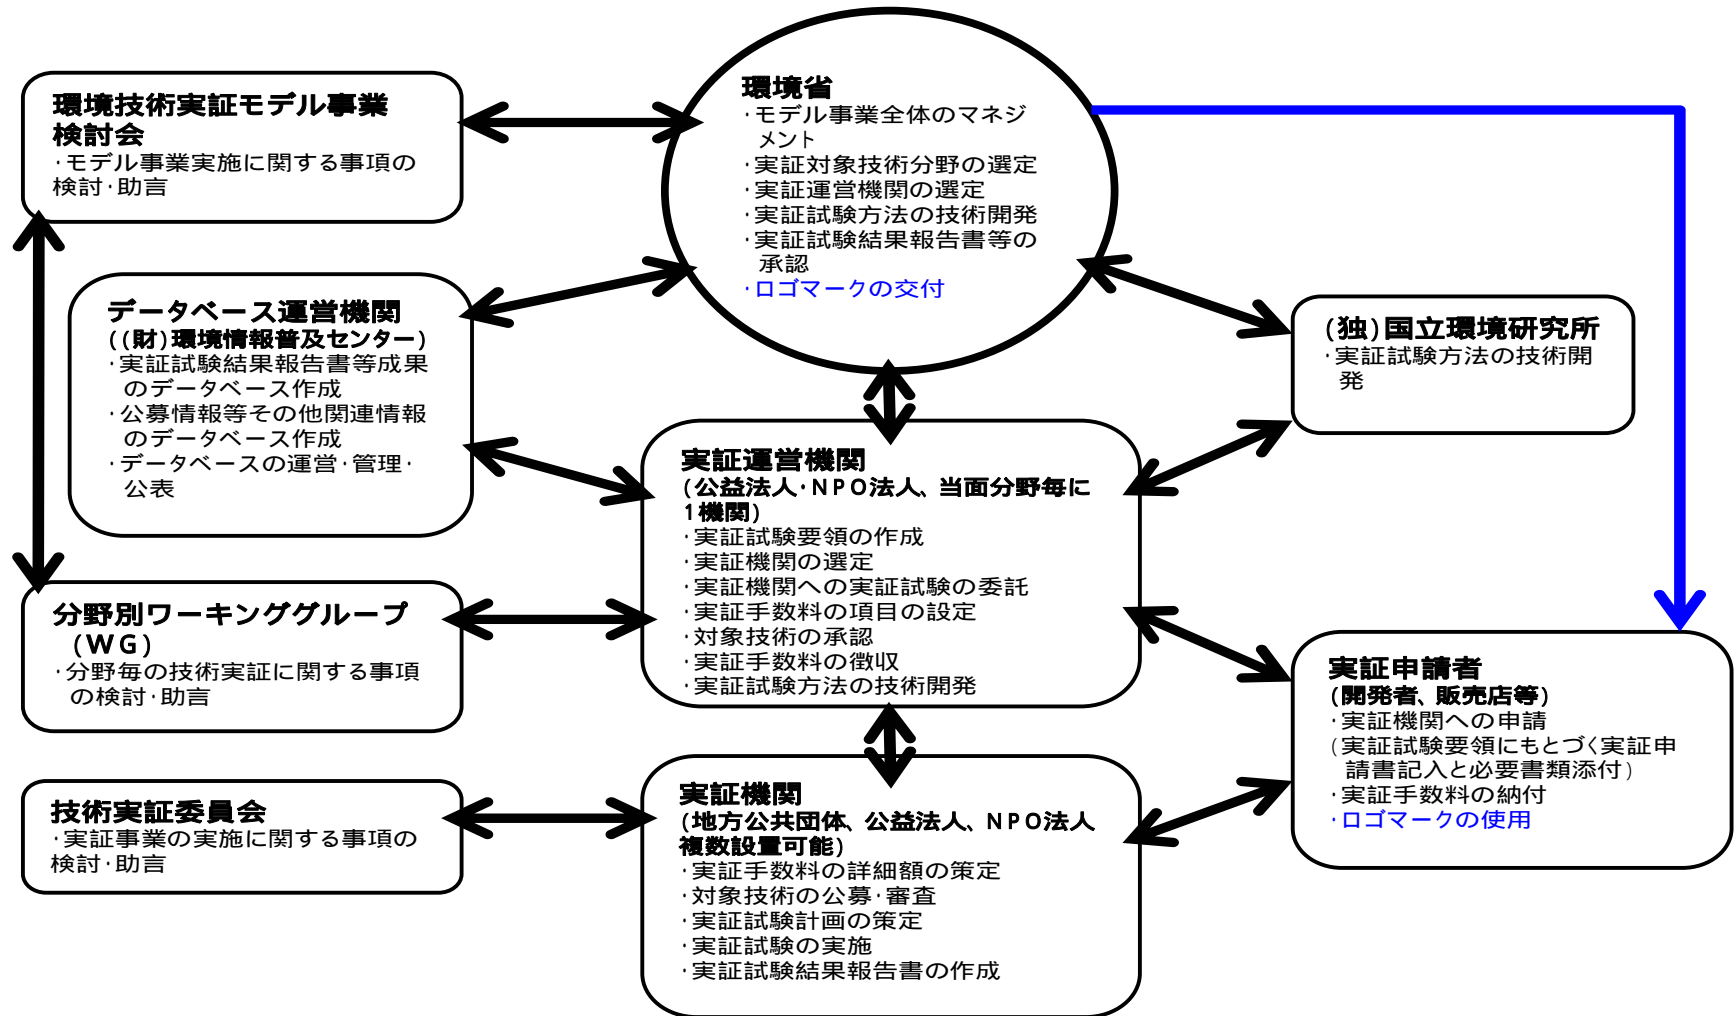 環境省
・モデル事業全体のマネジ
メント
・実証対象技術分野の選定
・実証運営機関の選定
・実証試験方法の技術開発
・実証試験結果報告書等の
承認
・ロゴマークの交付
環境技術実証モデル事業
検討会
・モデル事業実施に関する事項の
検討・助言
データベース運営機関
((財)環境情報普及センター)
・実証試験結果報告書等成果
のデータベース作成
・公募情報等その他関連情報
のデータベース作成
・データベースの運営・管理・
公表
(独)国立環境研究所
・実証試験方法の技術開
発
実証運営機関
(公益法人・NPO法人、当面分野毎に
1機関)
・実証試験要領の作成
・実証機関の選定
・実証機関への実証試験の委託
・実証手数料の項目の設定
・対象技術の承認
・実証手数料の徴収
・実証試験方法の技術開発
分野別ワーキンググループ
(WG)
・分野毎の技術実証に関する事項
の検討・助言
実証申請者
(開発者、販売店等)
・実証機関への申請
(実証試験要領にもとづく実証申
請書記入と必要書類添付)
・実証手数料の納付
・ロゴマークの使用
技術実証委員会
・実証事業の実施に関する事項の
検討・助言
実証機関
(地方公共団体、公益法人、NPO法人
複数設置可能)
・実証手数料の詳細額の策定
・対象技術の公募・審査
・実証試験計画の策定
・実証試験の実施
・実証試験結果報告書の作成